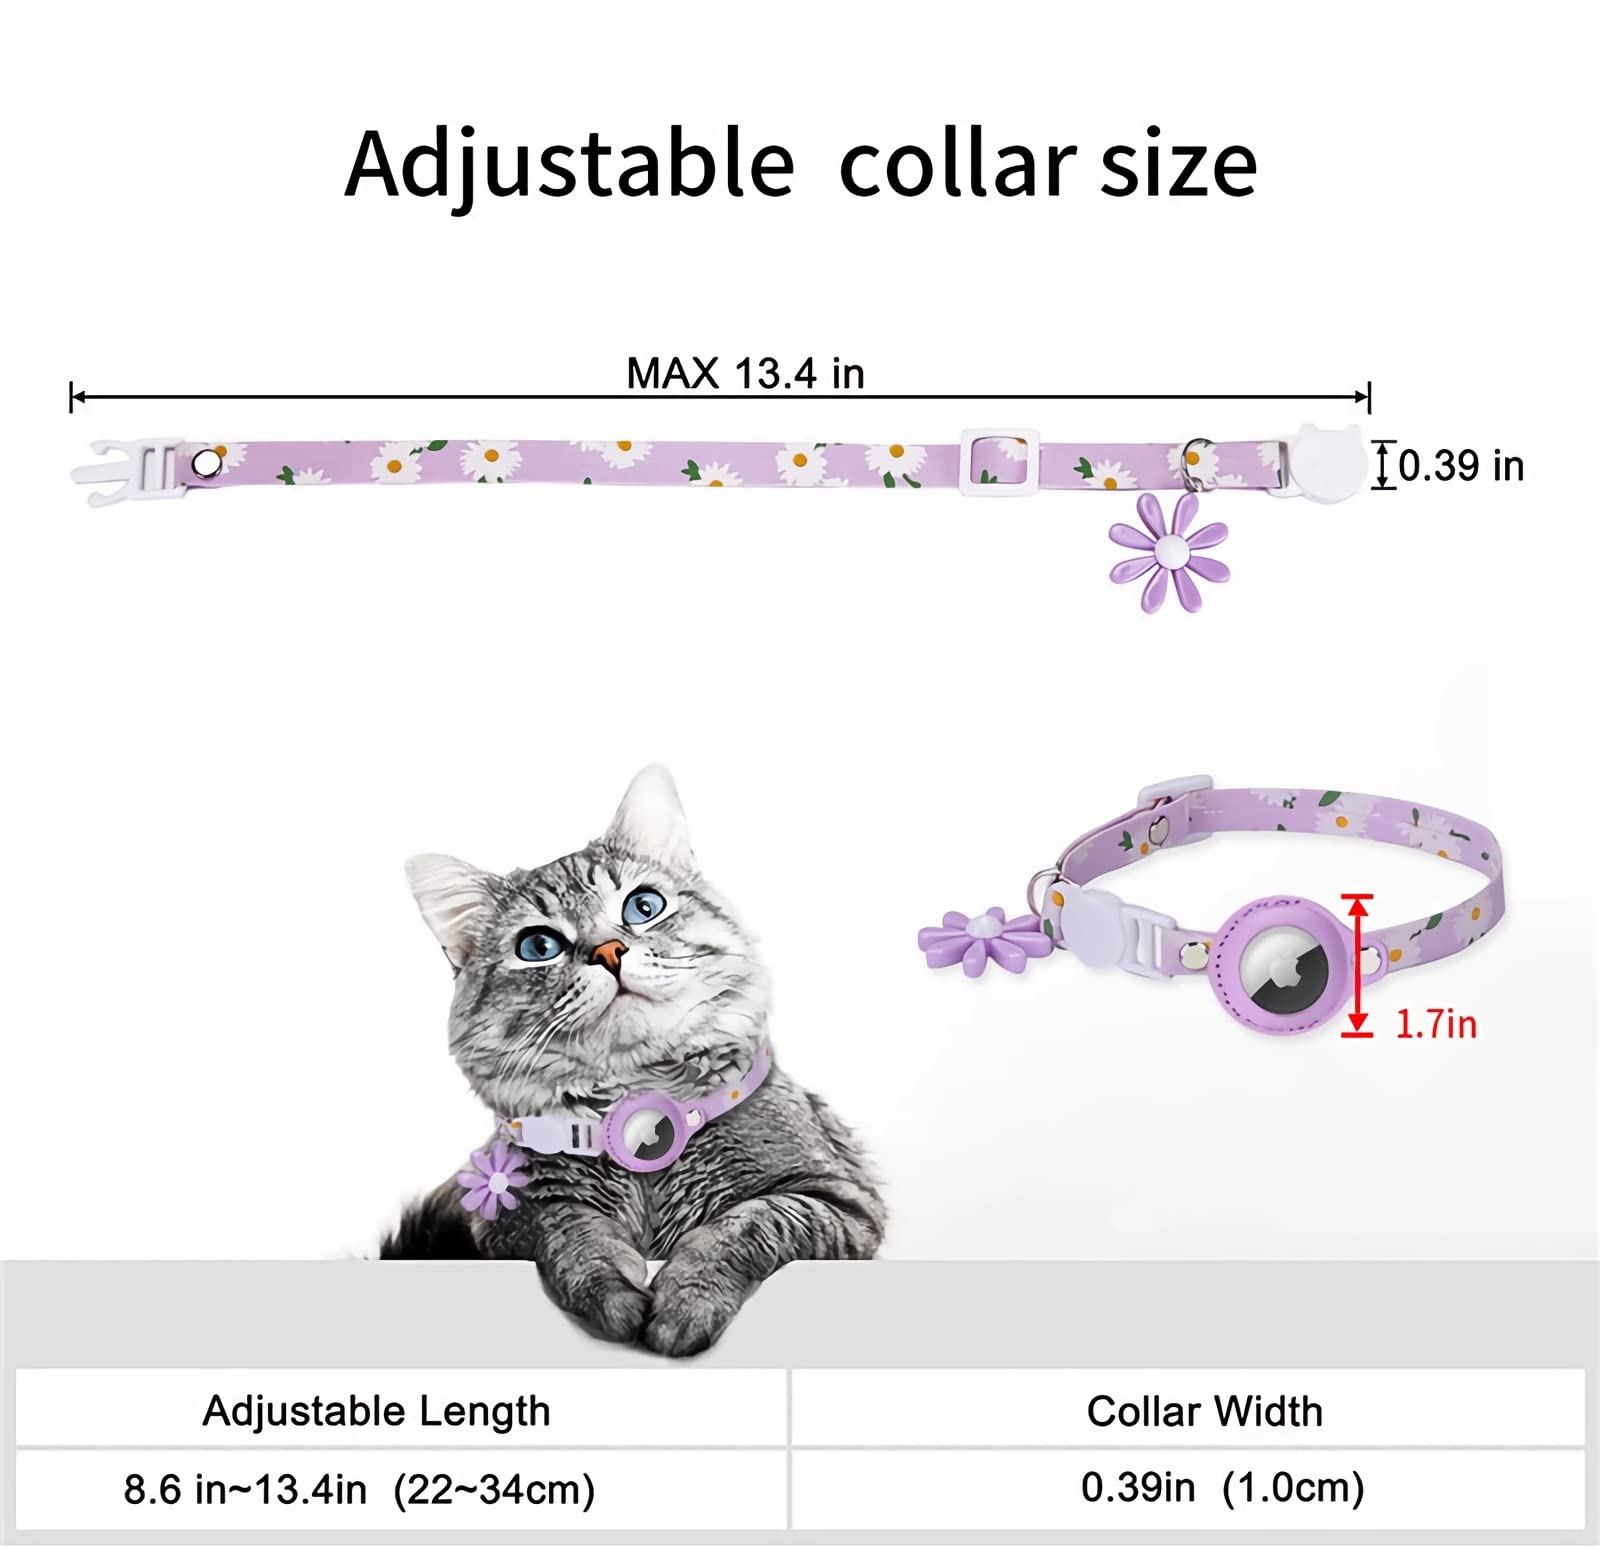 Adjustable collar size
MAX 13.4 in
0.39 in
1.7in
Adjustable Length
Collar Width
8.6 in~13.4in (22~34cm)
0.39in (1.0cm)